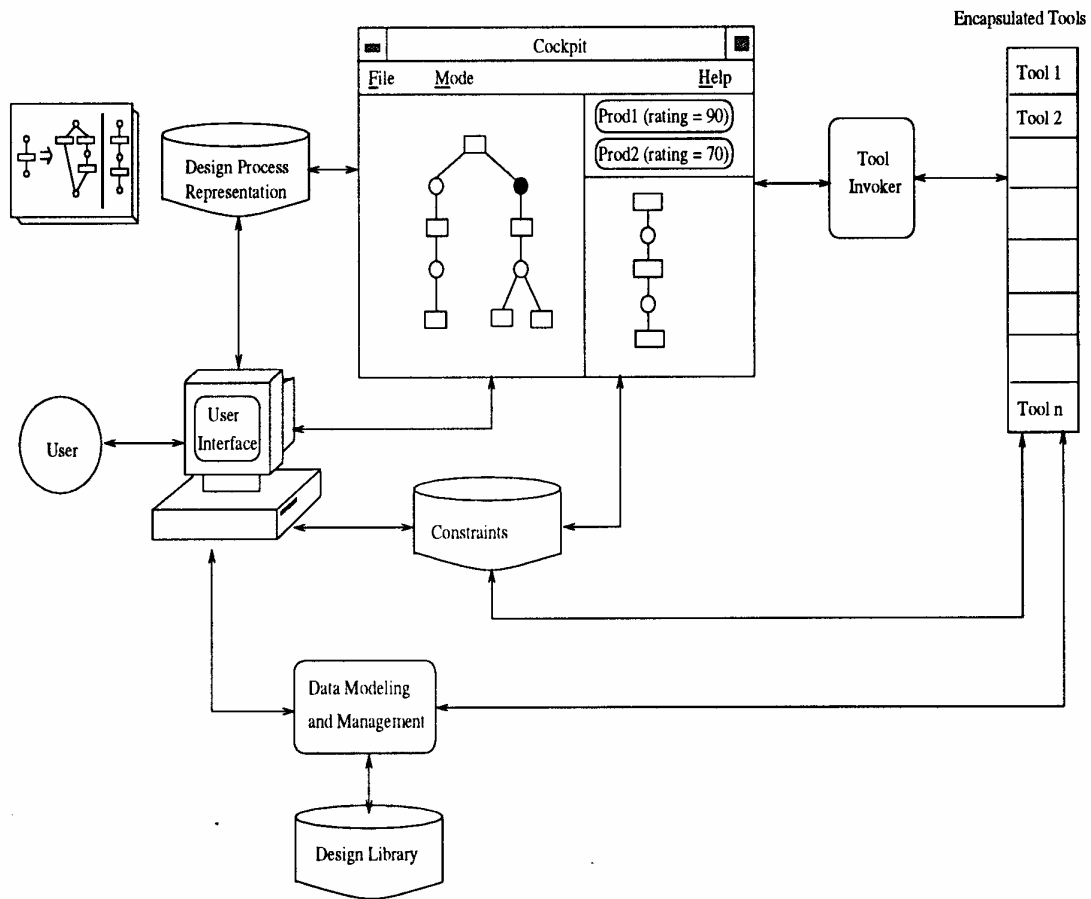 Encapsulated Tools
Cockpit
File Mode Help
Tool 1
Tool 2
Prod1 (rating = 90)
Prod2 (rating = 70)
Design Process
Representation
Tool
Invoker
User
Interface
User
Tool n
Constraints
Data Modeling
and Management
Design Library